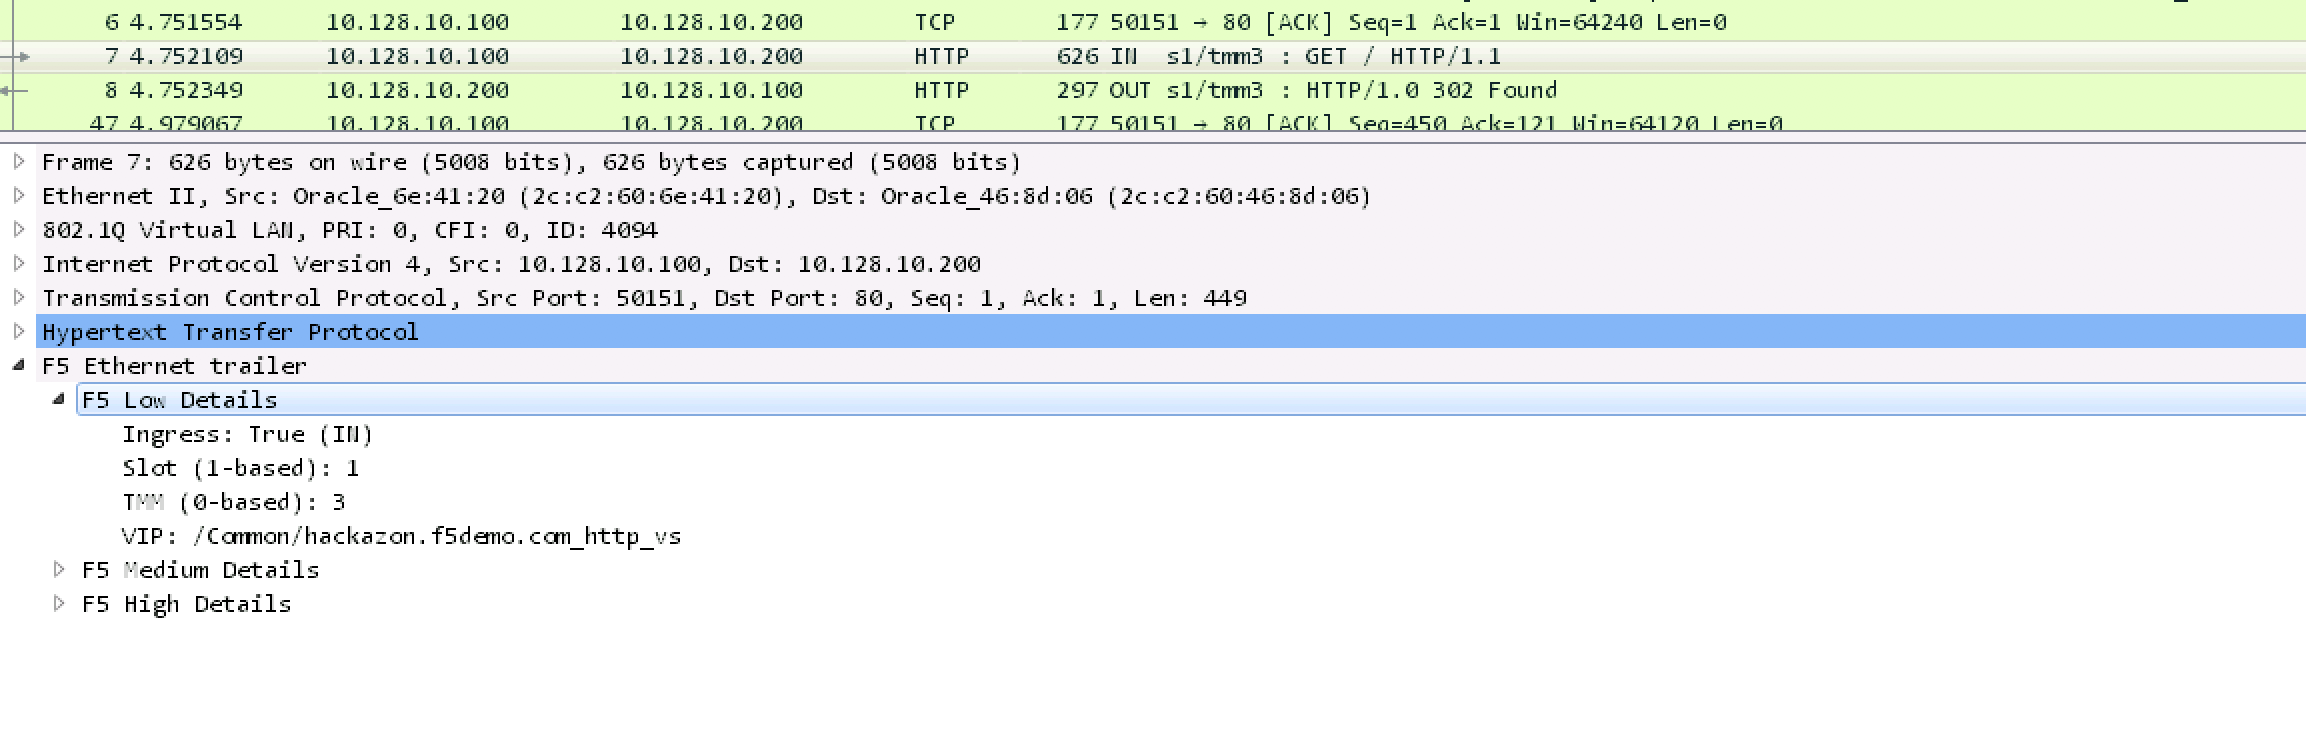 6 4.751554 10.128.10.100 10.128.10.200 TCP 177 50151 → 80 [ACK] Seq=1 Ack=1 Win=64240 Len=0
7 4.752109 10.128.10.100 10.128.10.200 HTTP 626 IN s1/tmm3 : GET / HTTP/1.1
8 4.752349 10.128.10.200 10.128.10.100 HTTP 297 OUT s1/tmm3 : HTTP/1.0 302 Found
47 4.979067 10.128.10.100 10.128.10.200 TCP 177 50151 → 80 [ACK] Seq=450 Ack=121 Win=64120 Len=0
Frame 7: 626 bytes on wire (5008 bits), 626 bytes captured (5008 bits)
Ethernet II, Src: Oracle_6e:41:20 (2c:c2:60:6e:41:20), Dst: Oracle_46:8d:06 (2c:c2:60:46:8d:06)
802.1Q Virtual LAN, PRI: 0, CFI: 0, ID: 4094
Internet Protocol Version 4, Src: 10.128.10.100, Dst: 10.128.10.200
Transmission Control Protocol, Src Port: 50151, Dst Port: 80, Seq: 1, Ack: 1, Len: 449
Hypertext Transfer Protocol
F5 Ethernet trailer
F5 Low Details
Ingress: True (IN)
Slot (1-based): 1
TMM (0-based): 3
VIP: /Common/hackazon.f5demo.com_http_vs
F5 Medium Details
F5 High Details